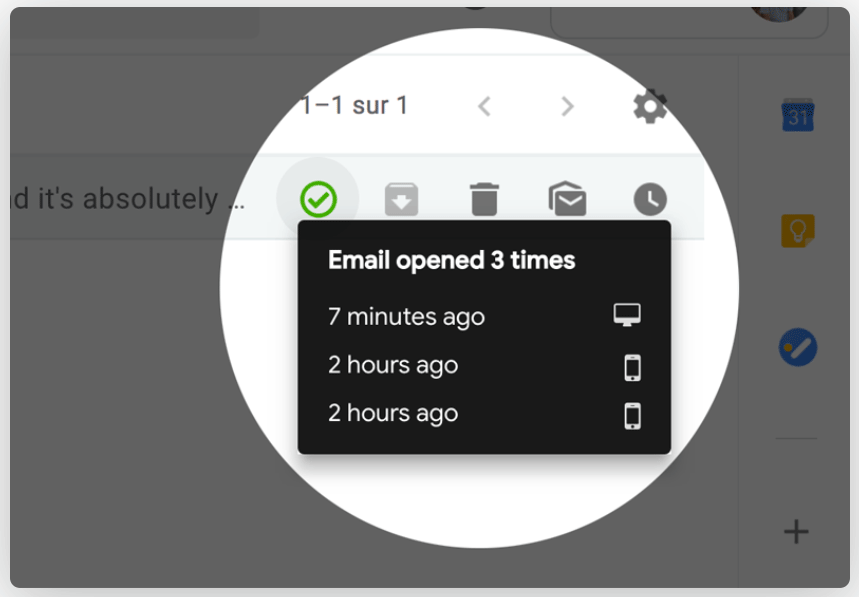 1–1 sur 1
31
d it's absolutely ...
Email opened 3 times
7 minutes ago
2 hours ago
2 hours ago